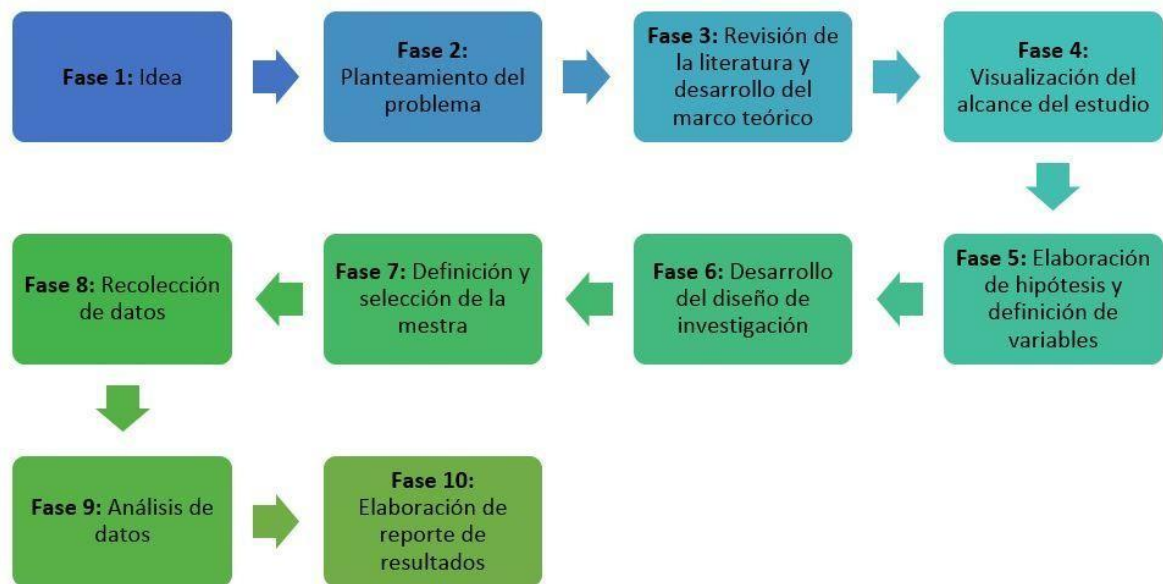 Fase 1: Idea
Fase 2:
Planteamiento del
problema
Fase 3: Revisión de
la literatura y
desarrollo del
marco teórico
Fase 4:
Visualización del
alcance del estudio
Fase 5: Elaboración
de hipótesis y
definición de
variables
Fase 6: Desarrollo
del diseño de
investigación
Fase 7: Definición y
selección de la
mestra
Fase 8: Recolección
de datos
Fase 9: Análisis de
datos
Fase 10:
Elaboración de
reporte de
resultados